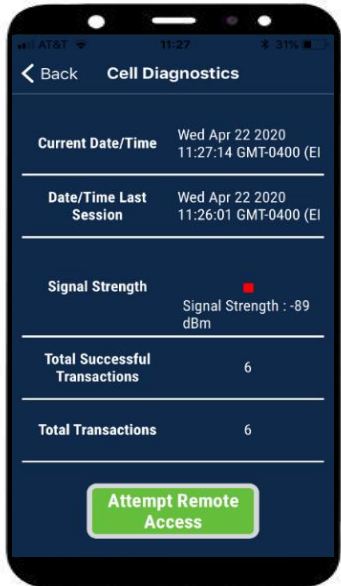 AT&T 11:27 31%
Back Cell Diagnostics
Current Date/Time
Wed Apr 22 2020
11:27:14 GMT-0400 (EI
Date/Time Last
Session
Wed Apr 22 2020
11:26:01 GMT-0400 (EI
Signal Strength
Signal Strength : -89
dBm
Total Successful
Transactions
6
Total Transactions
6
Attempt Remote
Access